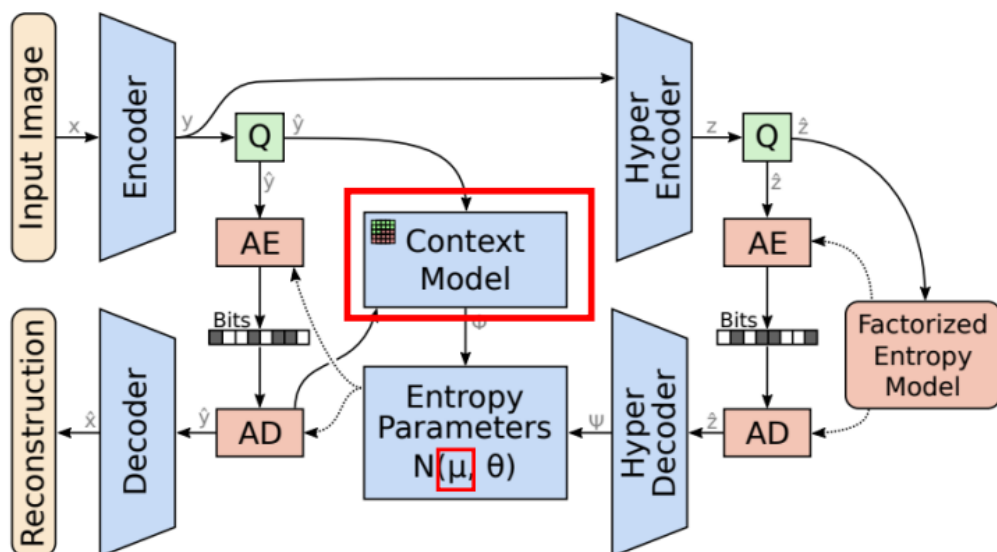 Input Image
x
Encoder
y
Q
ŷ
ŷ
AE
Bits
AD
ŷ
Decoder
x̂
Reconstruction
Context
Model
Entropy
Parameters
N(μ, θ)
ψ
Hyper
Encoder
z
Q
ẑ
ẑ
AE
Bits
AD
ẑ
Hyper
Decoder
Factorized
Entropy
Model